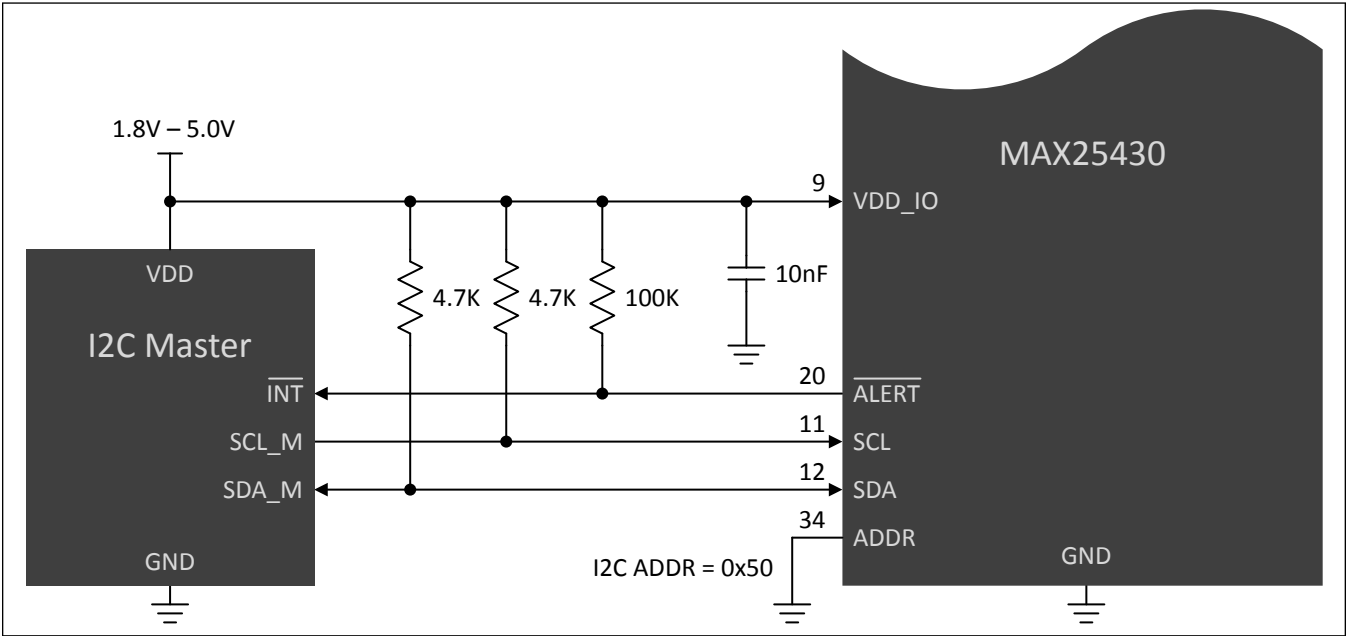 1.8V – 5.0V
MAX25430
9
VDD_IO
VDD
4.7K
4.7K
100K
10nF
I2C Master
INT
20
ALERT
SCL_M
11
SCL
SDA_M
12
SDA
34
ADDR
GND
I2C ADDR = 0x50
GND